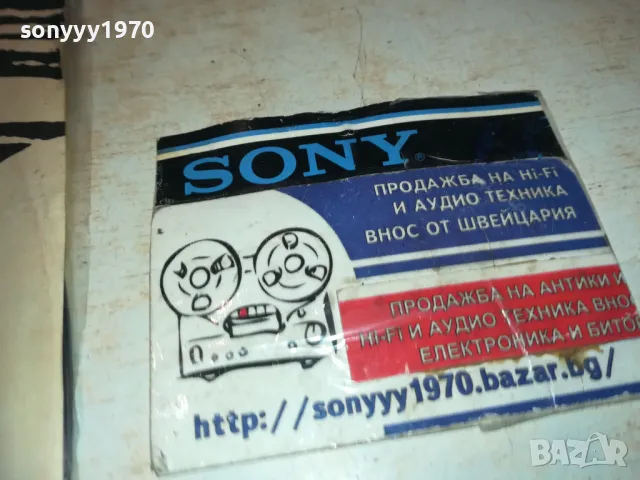 sonyyy1970
SONY
ПРОДАЖБА НА Hi-Fi
И АУДИО ТЕХНИКА
ВНОС ОТ ШВЕЙЦАРИЯ
ПРОДАЖБА НА АНТИКИ И
Hi-Fi И АУДИО ТЕХНИКА ВНО
ЕЛЕКТРОНИКА И БИТОВ
http://sonyyy1970.bazar.bg/
sonyyy1970
bazar